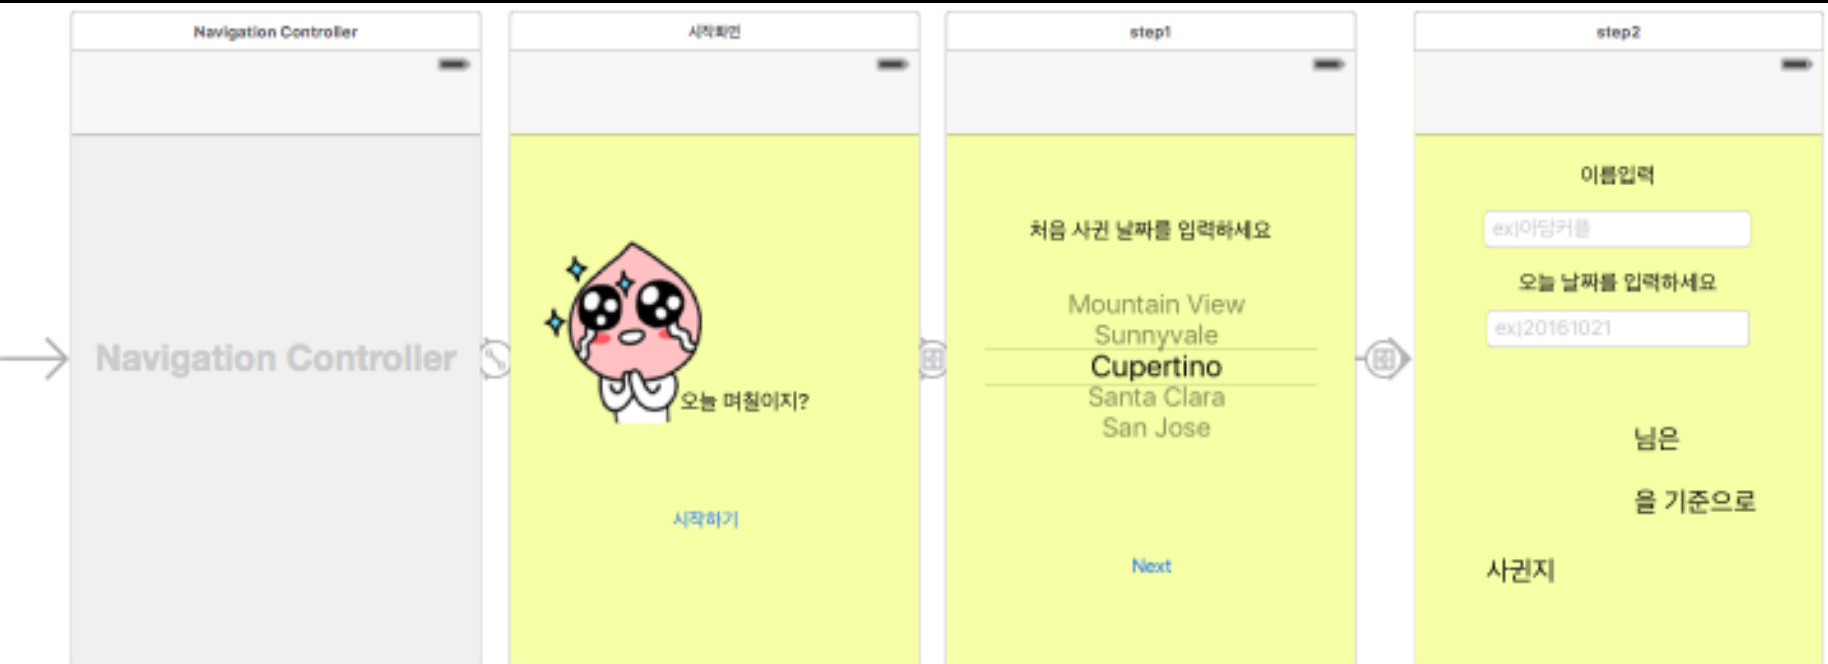 Navigation Controller
Navigation Controller
시작화면
오늘 며칠이지?
시작하기
step1
처음 사귄 날짜를 입력하세요
Mountain View
Sunnyvale
Cupertino
Santa Clara
San Jose
Next
step2
이름입력
ex)아담커플
오늘 날짜를 입력하세요
ex)20161021
님은
을 기준으로
사귄지